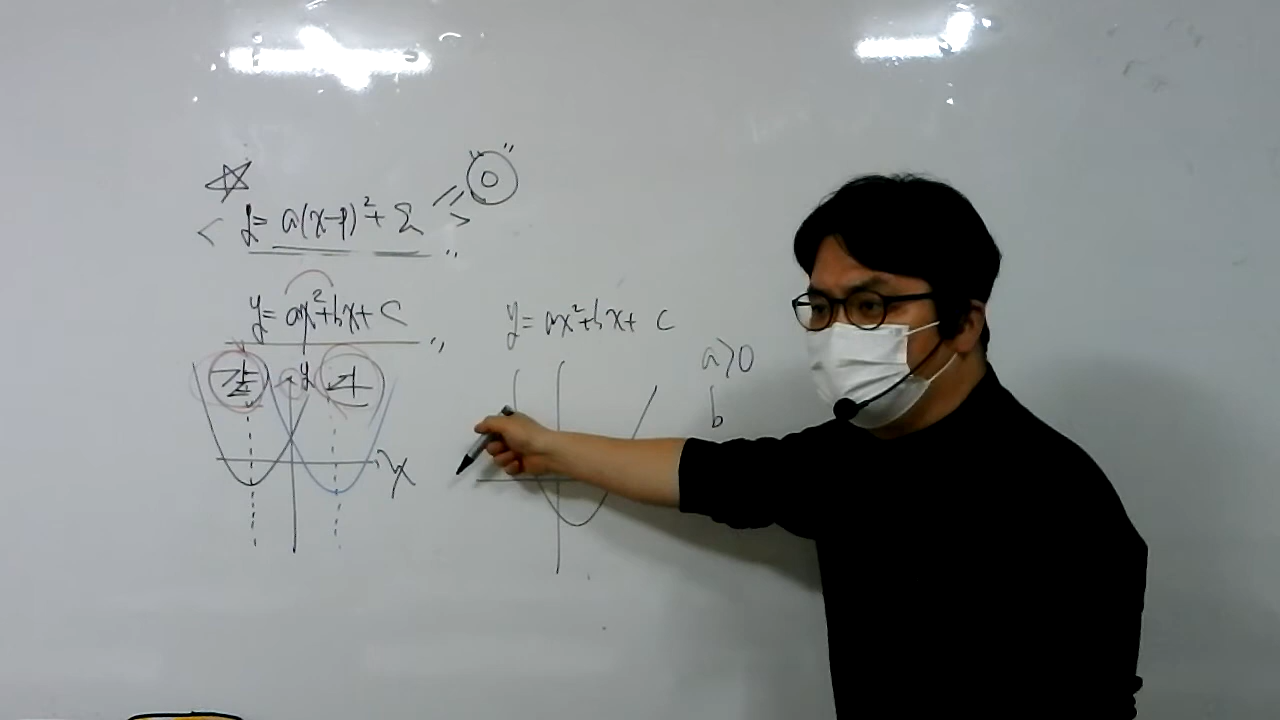 < y = a(x-p)² + q >
y = ax² + bx + c
y = ax² + bx + c
a > 0
b
같 y 다
x